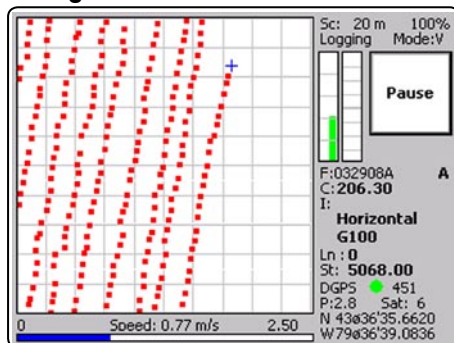 Sc: 20 m 100%
Logging Mode:V
Pause
F:032908A A
C:206.30
I:
Horizontal
G100
Ln : 0
St: 5068.00
DGPS 451
P:2.8 Sat: 6
N 43ø36'35.6620
W79ø36'39.0836
0 Speed: 0.77 m/s 2.50